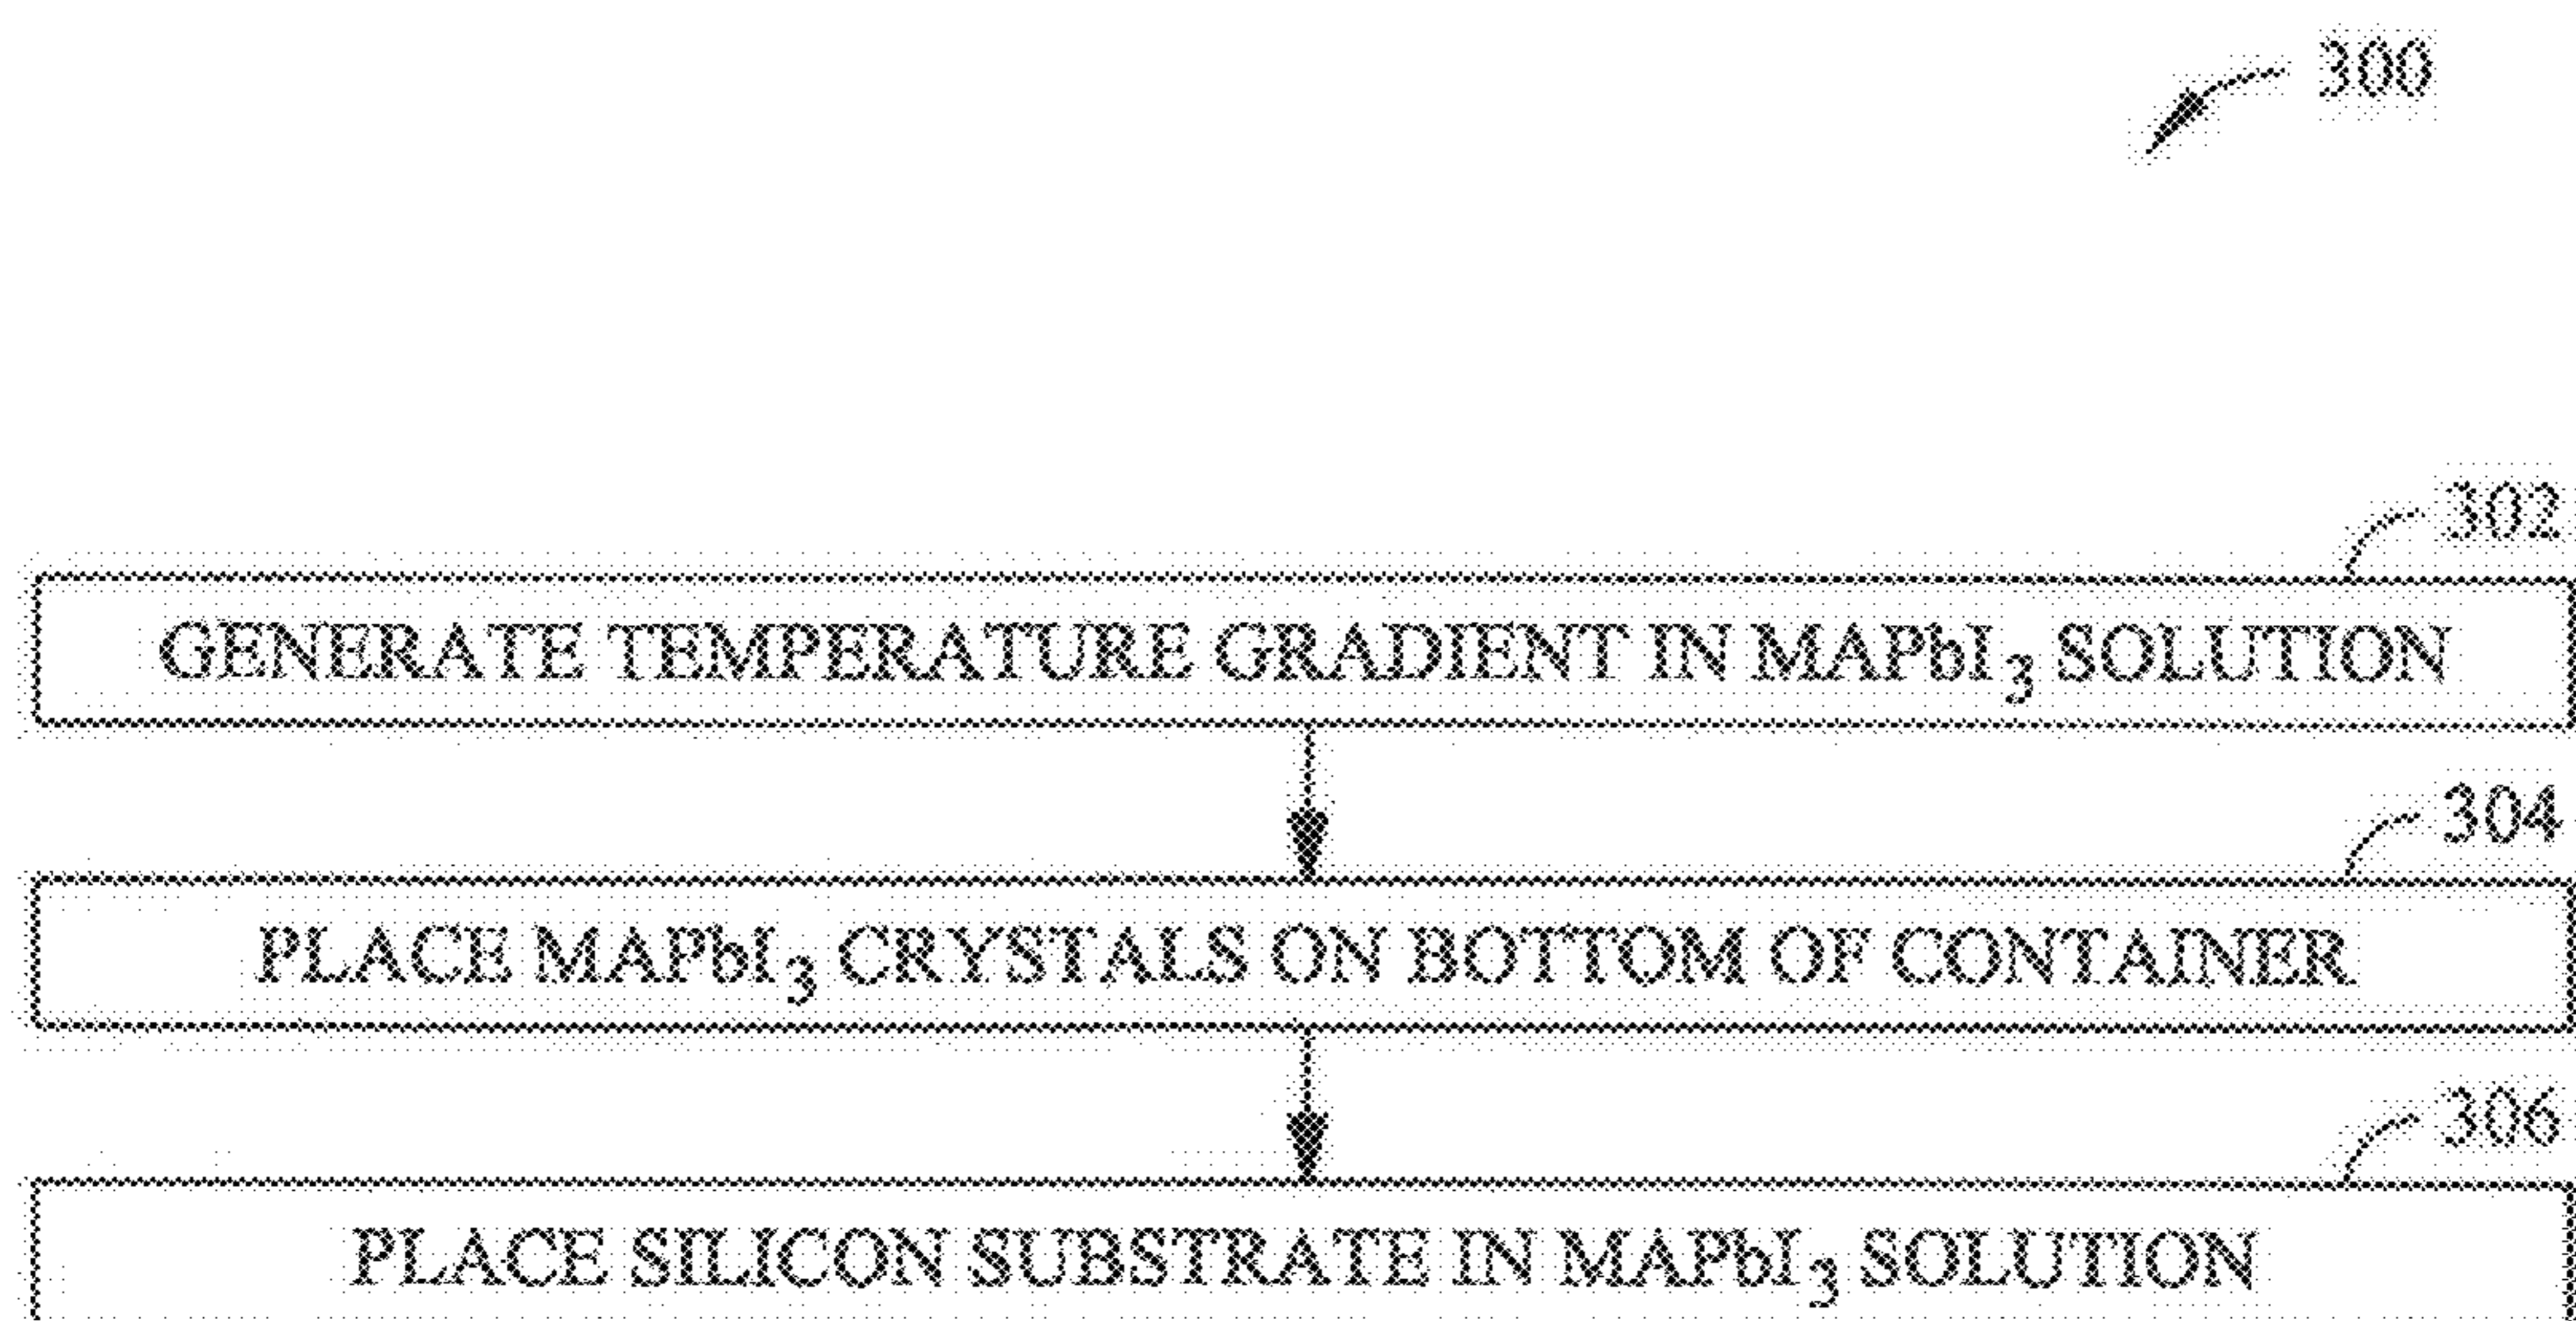 300
302
GENERATE TEMPERATURE GRADIENT IN MAPbI₃ SOLUTION
304
PLACE MAPbI₃ CRYSTALS ON BOTTOM OF CONTAINER
306
PLACE SILICON SUBSTRATE IN MAPbI₃ SOLUTION